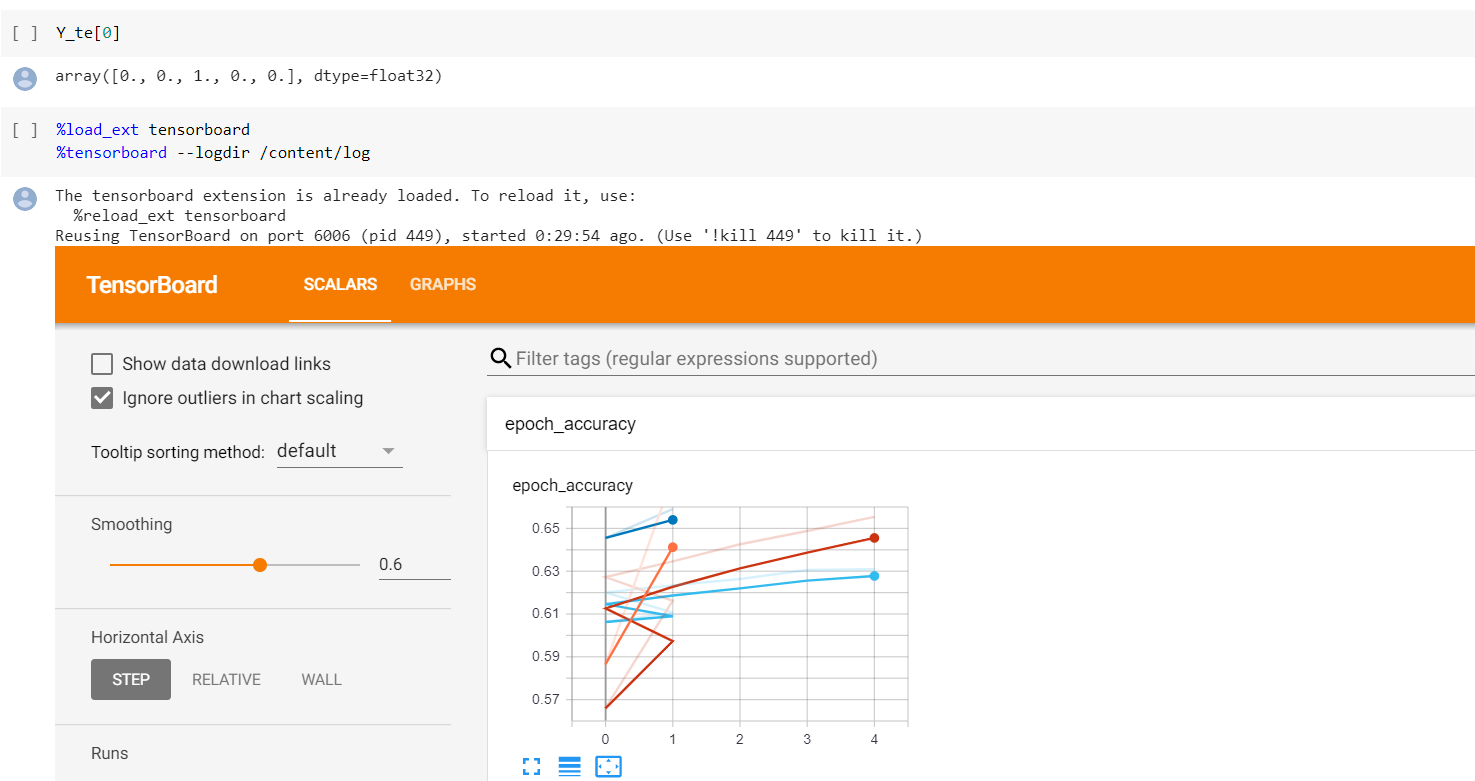 [ ] Y_te[0]
array([0., 0., 1., 0., 0.], dtype=float32)
[ ] %load_ext tensorboard
%tensorboard --logdir /content/log
The tensorboard extension is already loaded. To reload it, use:
%reload_ext tensorboard
Reusing TensorBoard on port 6006 (pid 449), started 0:29:54 ago. (Use '!kill 449' to kill it.)
TensorBoard SCALARS GRAPHS
Show data download links
Ignore outliers in chart scaling
Tooltip sorting method: default
Smoothing
0.6
Horizontal Axis
STEP RELATIVE WALL
Runs
Filter tags (regular expressions supported)
epoch_accuracy
epoch_accuracy
0.65
0.63
0.61
0.59
0.57
0 1 2 3 4